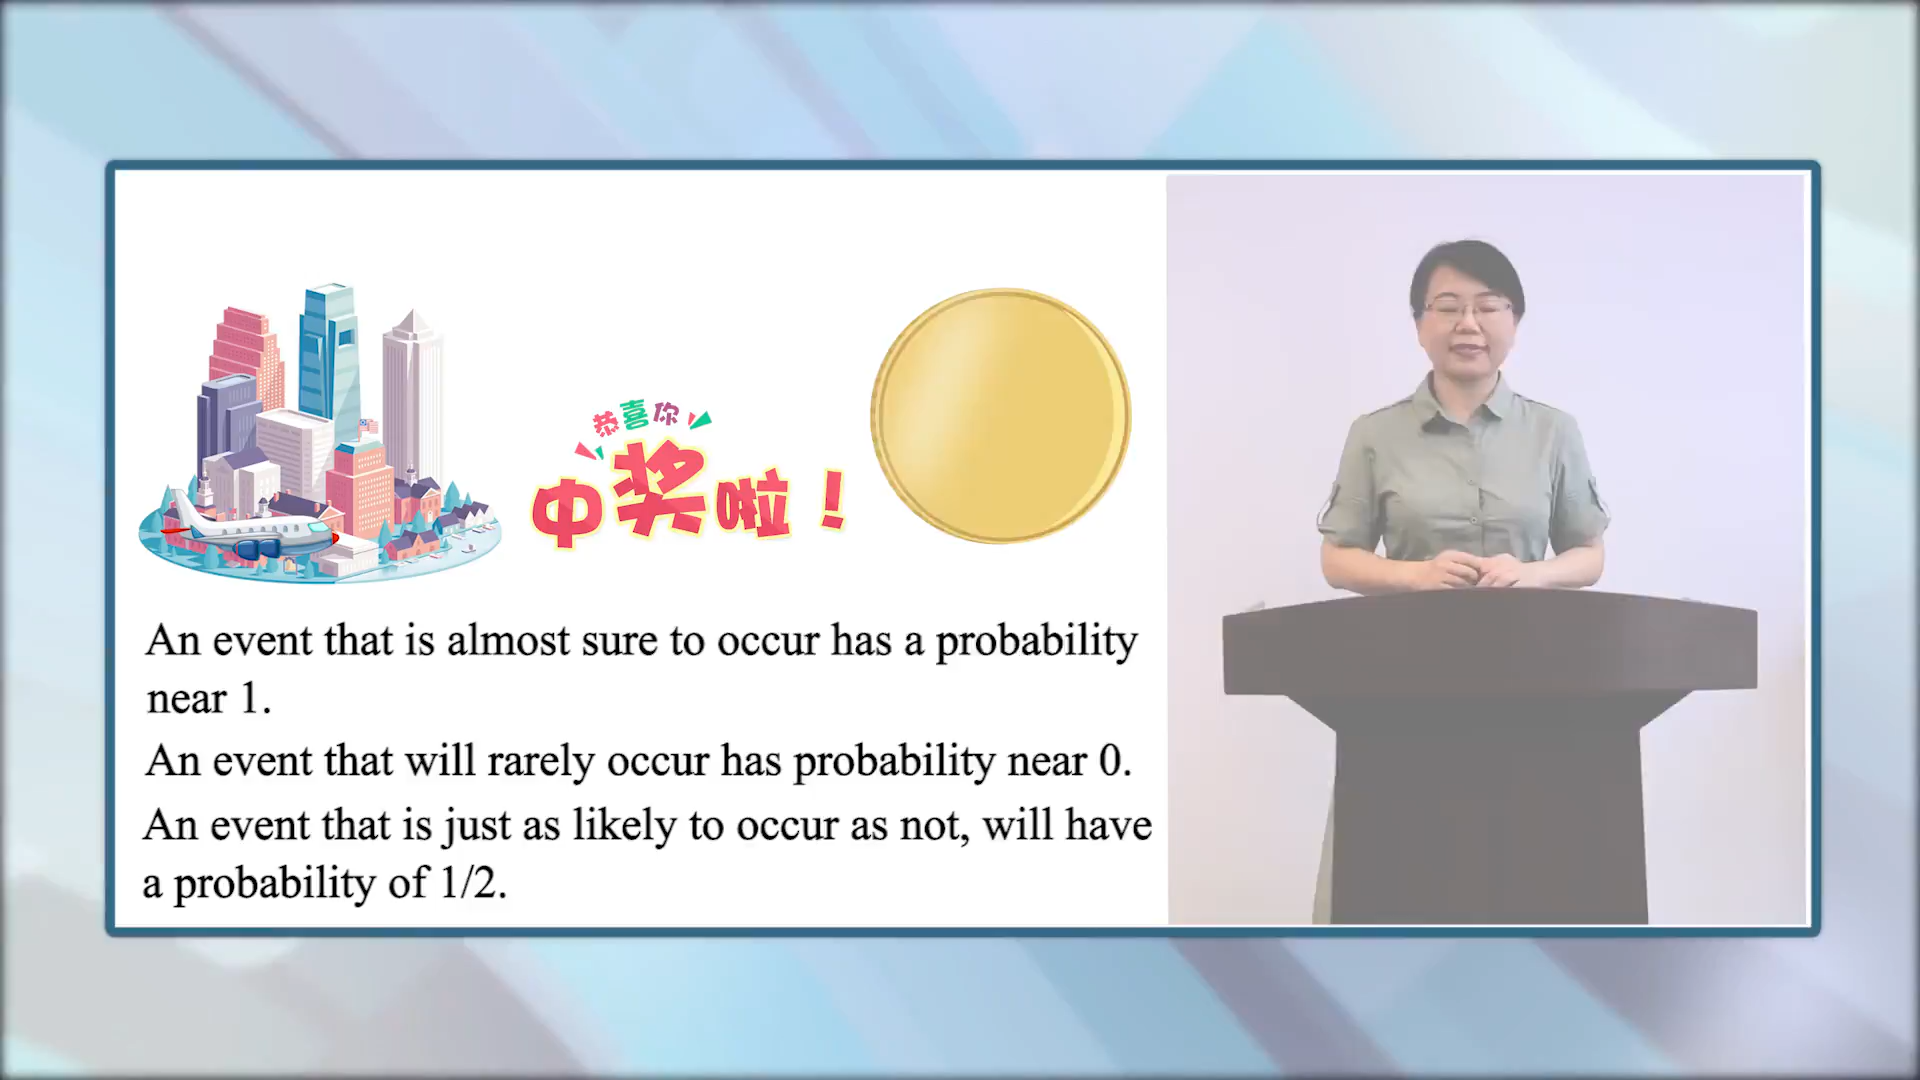 恭喜你
中奖啦！
An event that is almost sure to occur has a probability
near 1.
An event that will rarely occur has probability near 0.
An event that is just as likely to occur as not, will have
a probability of 1/2.